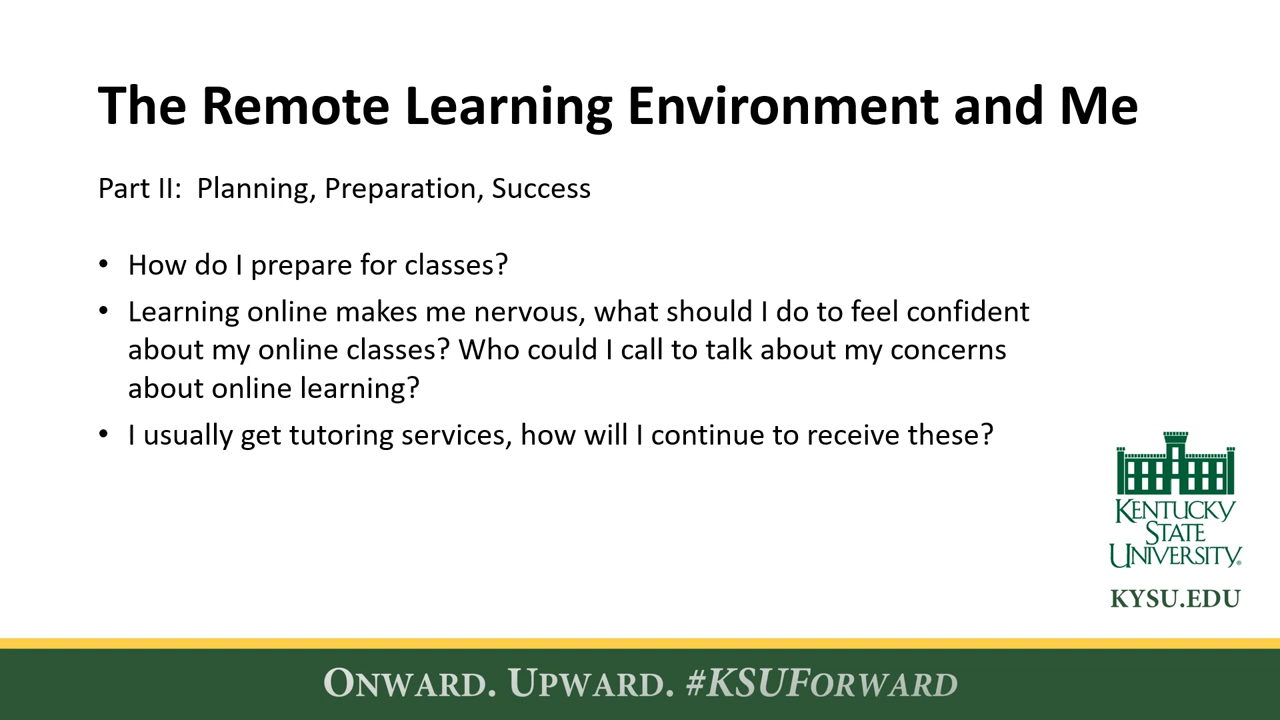 The Remote Learning Environment and Me
Part II:  Planning, Preparation, Success
• How do I prepare for classes?
• Learning online makes me nervous, what should I do to feel confident
about my online classes? Who could I call to talk about my concerns
about online learning?
• I usually get tutoring services, how will I continue to receive these?
KENTUCKY
STATE
UNIVERSITY®
KYSU.EDU
ONWARD. UPWARD. #KSUFORWARD